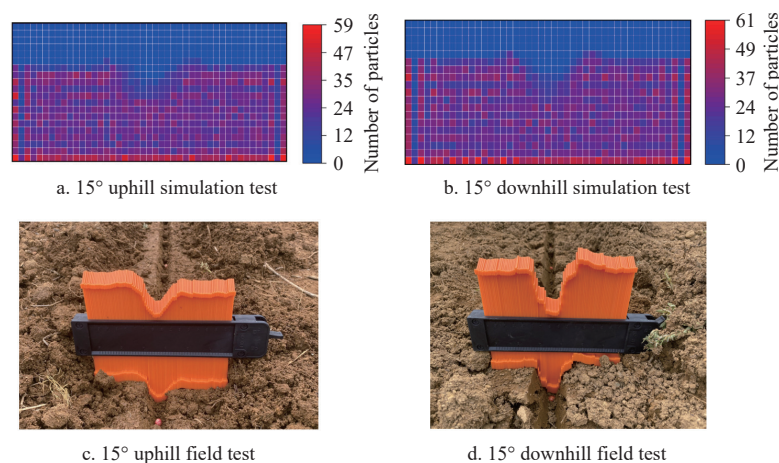 59
47
35
24
12
0
Number of particles
61
49
37
24
12
0
Number of particles
a. 15° uphill simulation test
b. 15° downhill simulation test
c. 15° uphill field test
d. 15° downhill field test